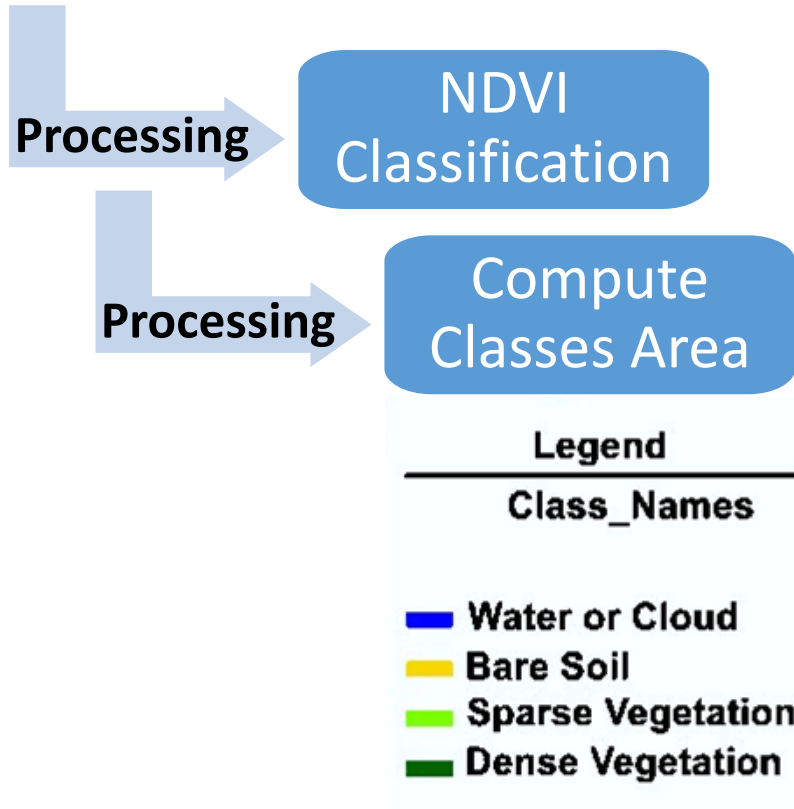 Processing
NDVI
Classification
Processing
Compute
Classes Area
Legend
Class_Names
Water or Cloud
Bare Soil
Sparse Vegetation
Dense Vegetation